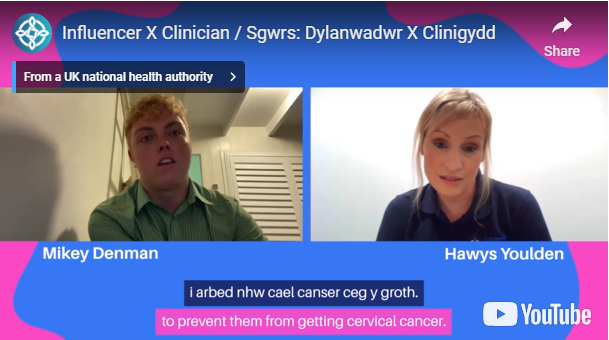 Influencer X Clinician / Sgwrs: Dylanwadwr X Clinigydd
Share
From a UK national health authority
Mikey Denman
Hawys Youlden
i arbed nhw cael canser ceg y groth.
to prevent them from getting cervical cancer.
YouTube